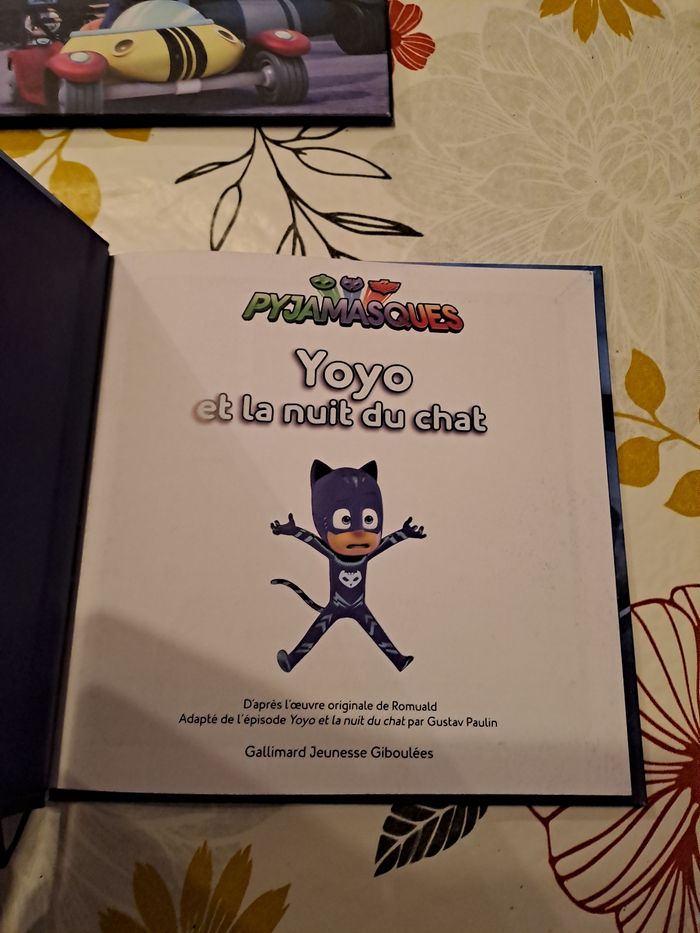 PYJAMASQUES
Yoyo
et la nuit du chat
D'après l'œuvre originale de Romuald
Adapté de l'épisode Yoyo et la nuit du chat par Gustav Paulin
Gallimard Jeunesse Giboulées